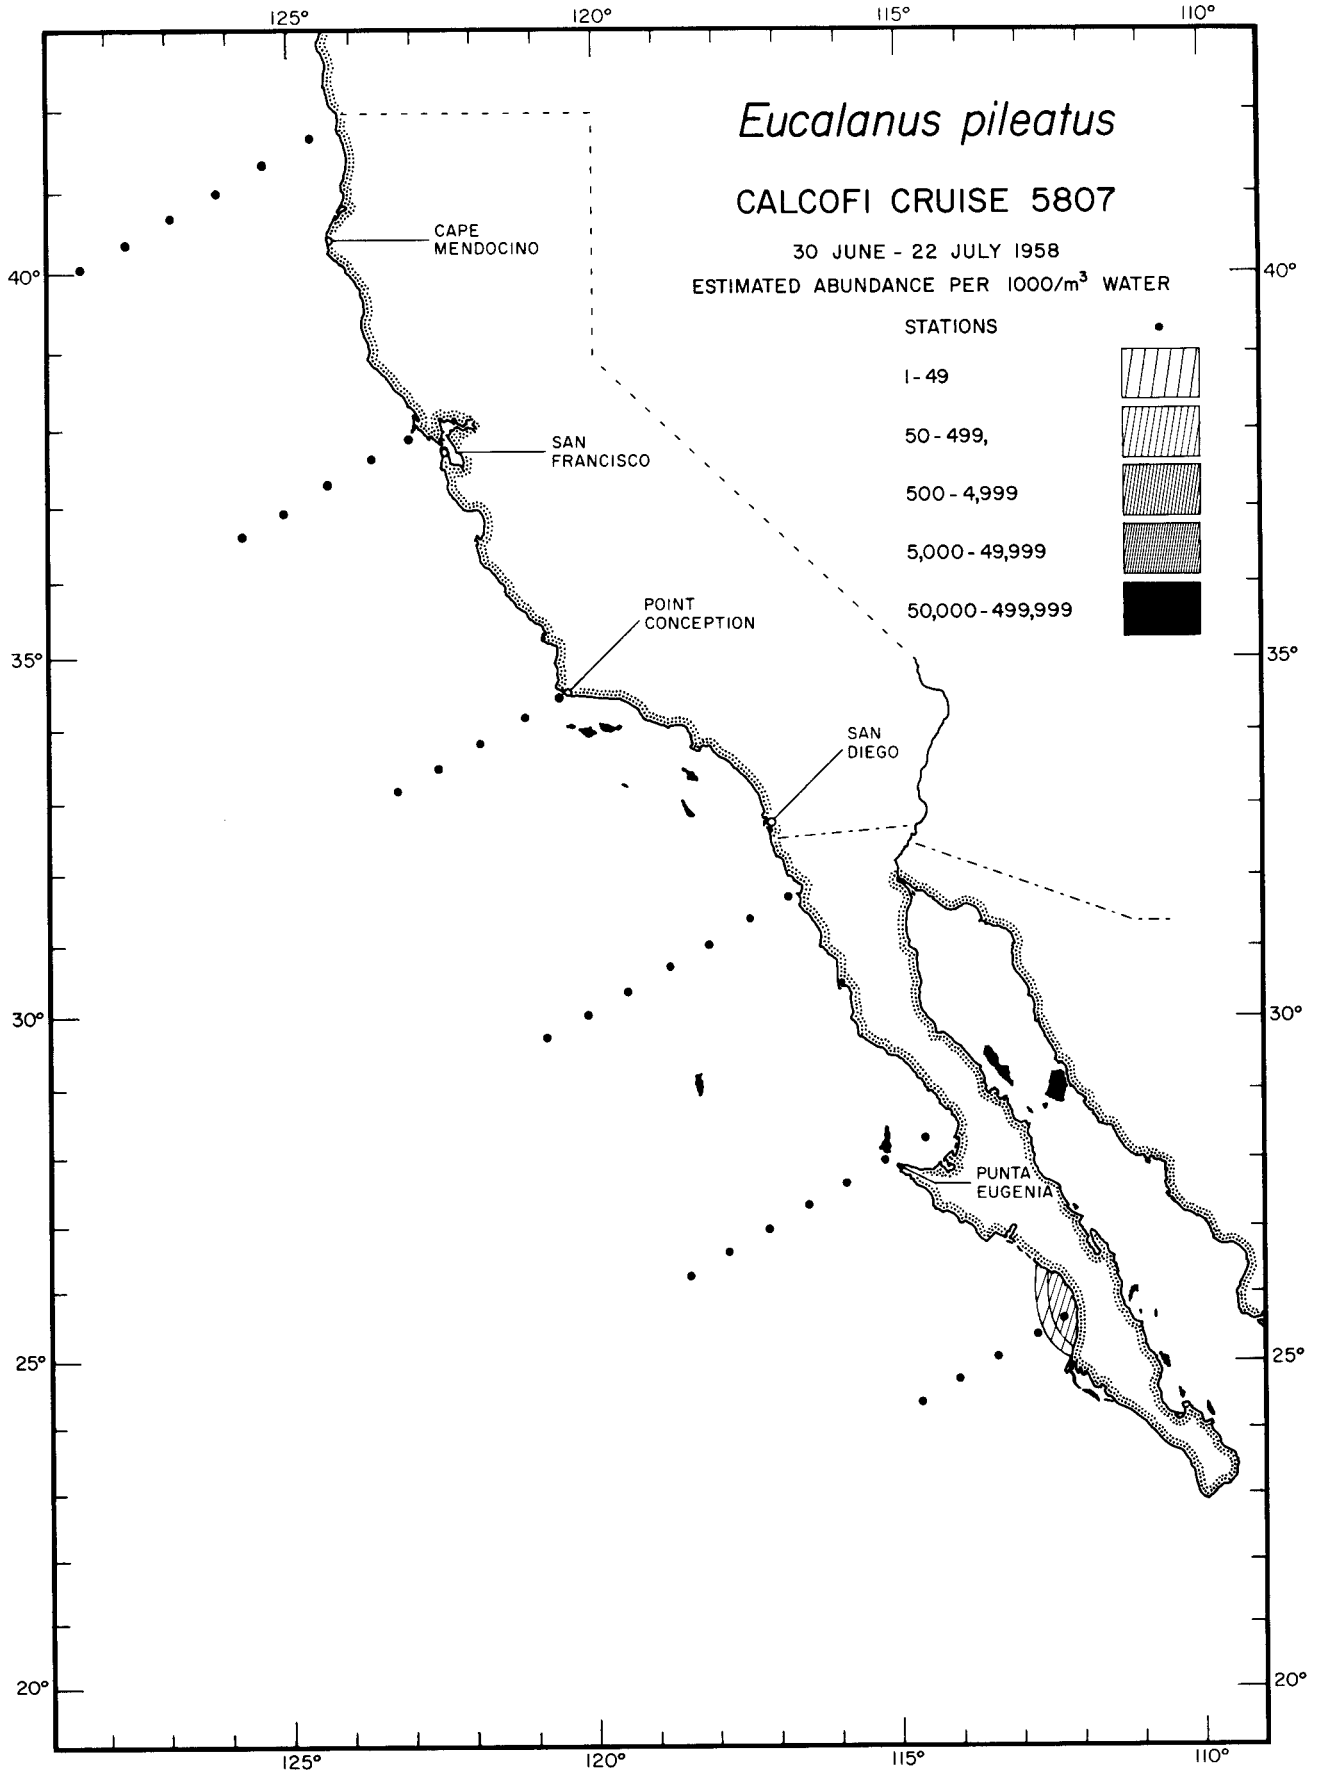 125° 120° 115° 110°
Eucalanus pileatus
CALCOFI CRUISE 5807
30 JUNE - 22 JULY 1958
ESTIMATED ABUNDANCE PER 1000/m³ WATER
STATIONS
1-49
50-499,
500-4,999
5,000-49,999
50,000-499,999
CAPE
MENDOCINO
40° 40°
SAN
FRANCISCO
POINT
CONCEPTION
35° 35°
SAN
DIEGO
30° 30°
PUNTA
EUGENIA
25° 25°
20° 20°
125° 120° 115° 110°